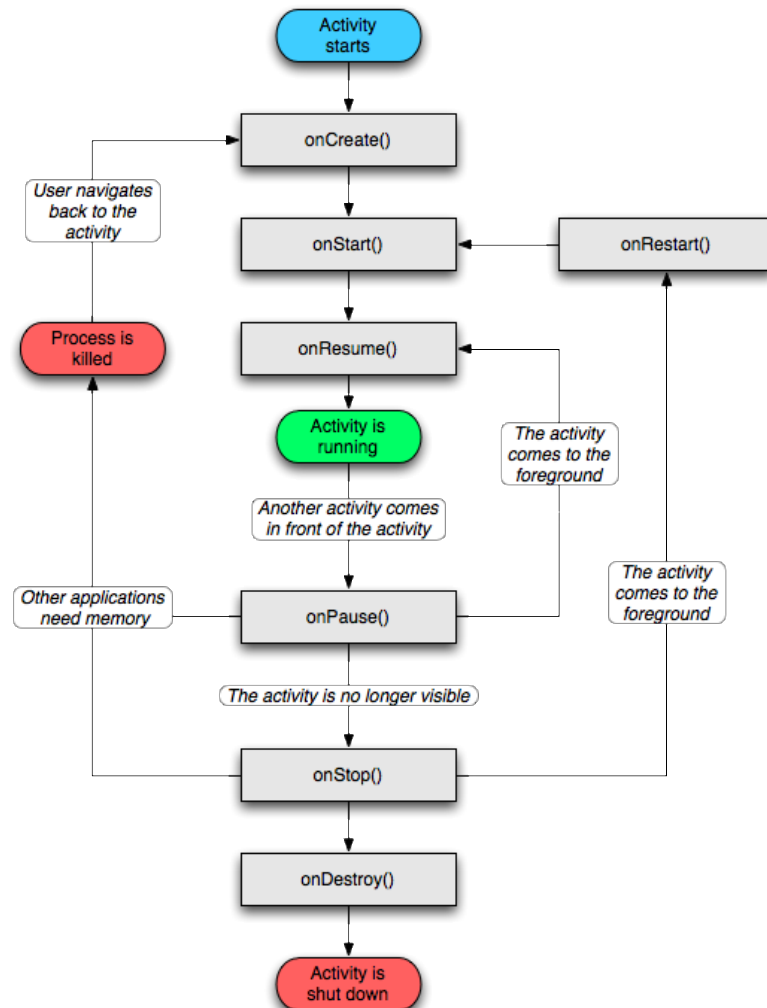 Activity
starts
onCreate()
User navigates
back to the
activity
onStart()
onRestart()
Process is
killed
onResume()
Activity is
running
The activity
comes to the
foreground
Another activity comes
in front of the activity
Other applications
need memory
onPause()
The activity
comes to the
foreground
The activity is no longer visible
onStop()
onDestroy()
Activity is
shut down